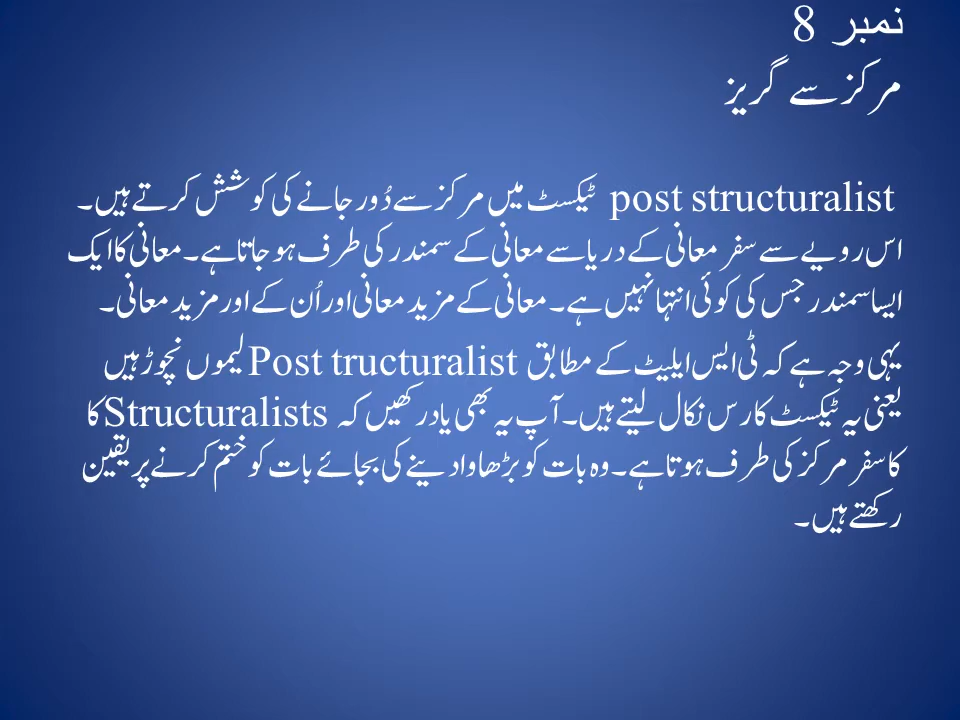 نمبر 8
مرکز سے گریز
post structuralist ٹیکسٹ میں مرکز سے دُور جانے کی کوشش کرتے ہیں۔
اس رویے سے سفر معانی کے دریا سے معانی کے سمندر کی طرف ہو جاتا ہے۔ معانی کا ایک
ایسا سمندر جس کی کوئی انتہا نہیں ہے۔ معانی کے مزید معانی اور اُن کے اور مزید معانی۔
یہی وجہ ہے کہ ٹی ایس ایلیٹ کے مطابق Post tructuralist لیموں نچوڑ ہیں
یعنی یہ ٹیکسٹ کا رس نکال لیتے ہیں۔ آپ یہ بھی یاد رکھیں کہ Structuralists کا
کا سفر مرکز کی طرف ہوتا ہے۔ وہ بات کو بڑھاوا دینے کی بجائے بات کو ختم کرنے پر یقین
رکھتے ہیں۔